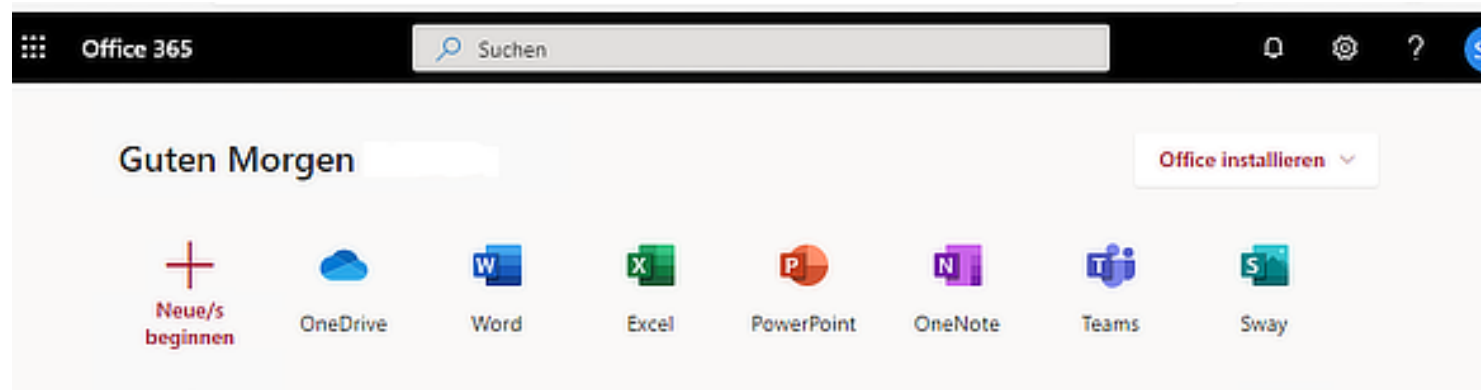 Office 365
Suchen
?
Guten Morgen
Office installieren
Neue/s
beginnen
OneDrive
W
Word
X
Excel
P
PowerPoint
N
OneNote
T
Teams
S
Sway